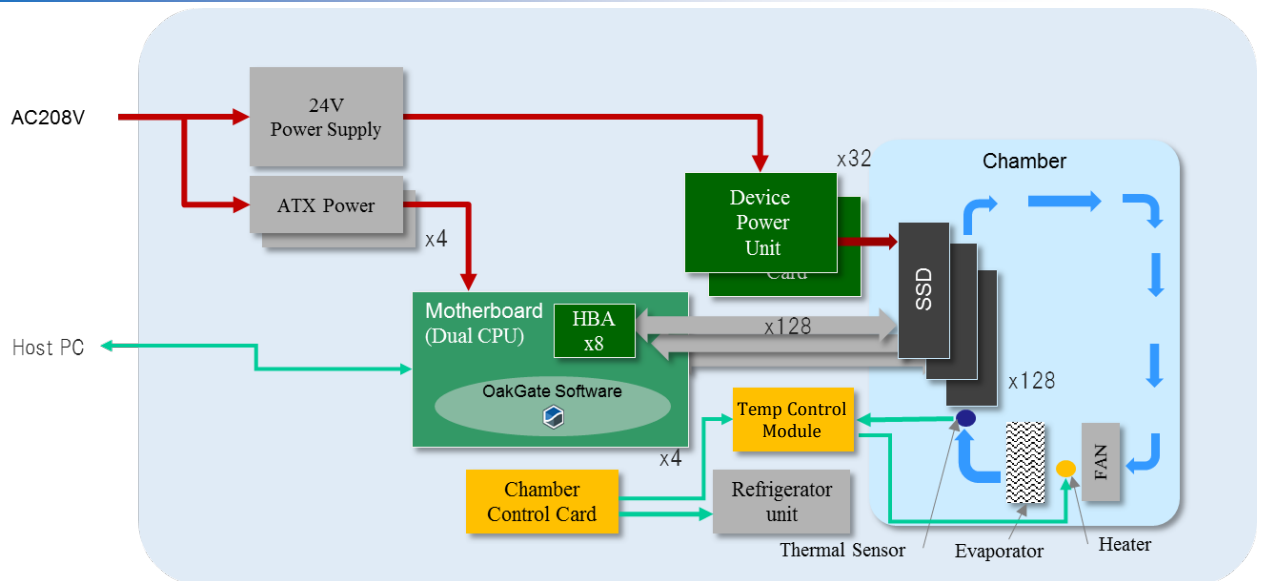 AC208V
24V
Power Supply
ATX Power
x4
Host PC
Motherboard
(Dual CPU)
HBA
x8
OakGate Software
x4
Chamber
Control Card
Temp Control
Module
Refrigerator
unit
x32
Device
Power
Unit
Card
x128
Chamber
SSD
x128
FAN
Thermal Sensor
Evaporator
Heater